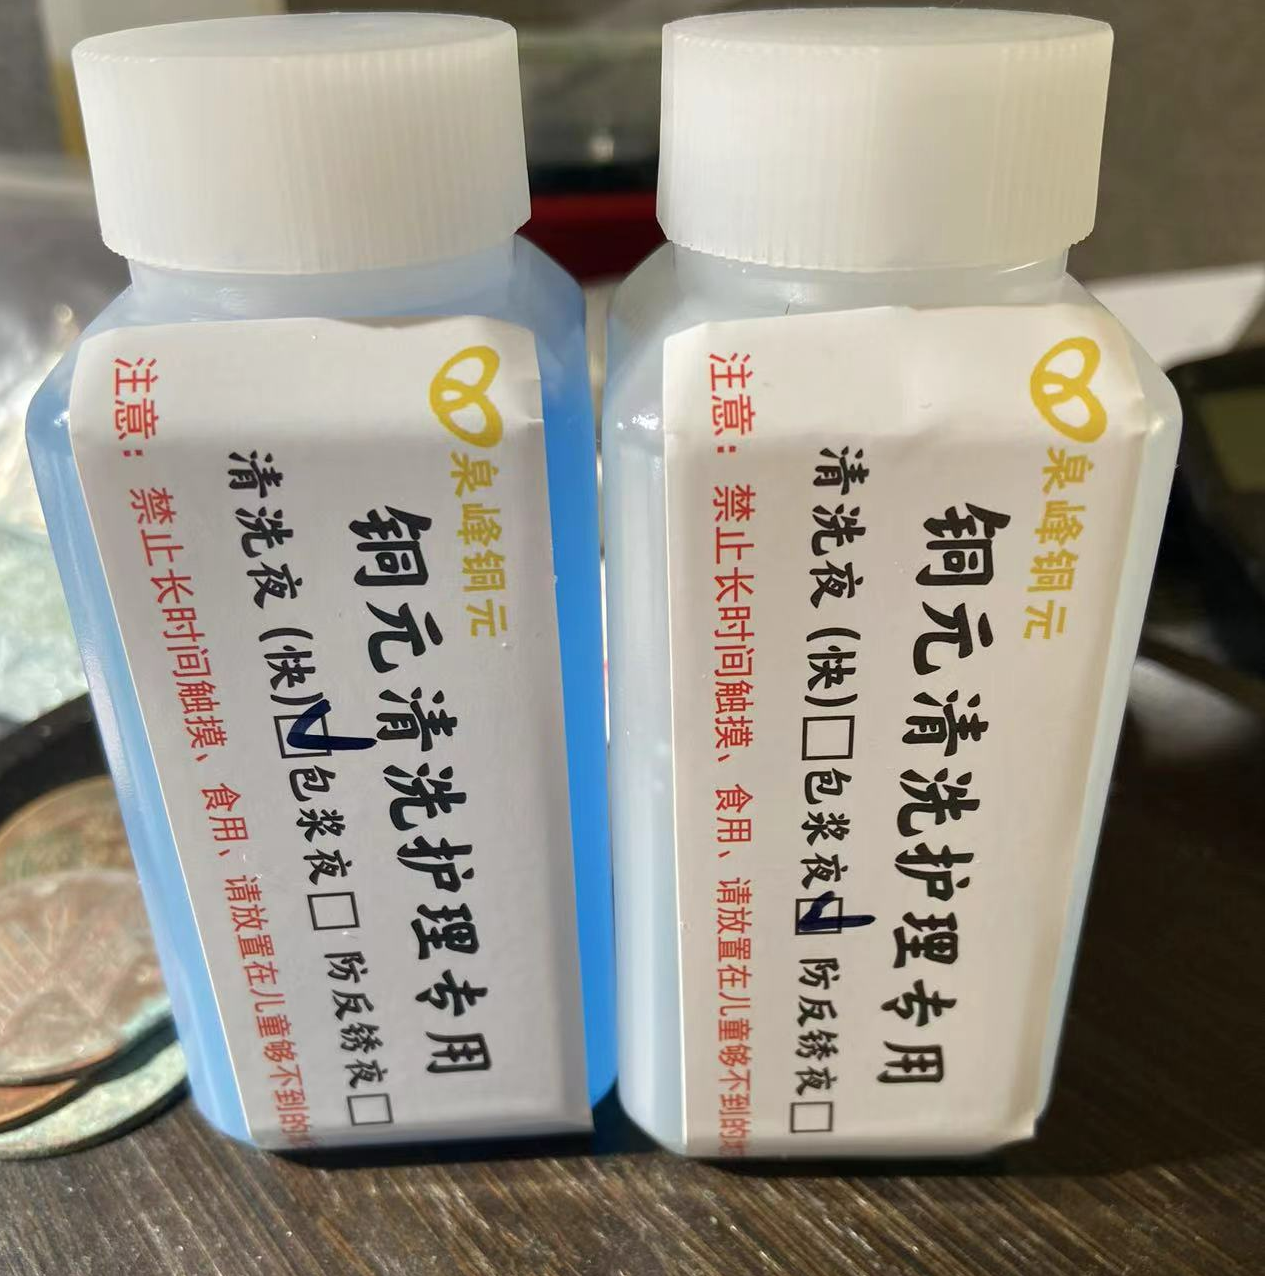 泉峰铜元
铜元清洗护理专用
清洗夜（快）☑包浆夜□ 防反锈夜□
注意：禁止长时间触摸、食用、请放置在儿童够不到的
泉峰铜元
铜元清洗护理专用
清洗夜（快）□包浆夜☑ 防反锈夜□
注意：禁止长时间触摸、食用、请放置在儿童够不到的地